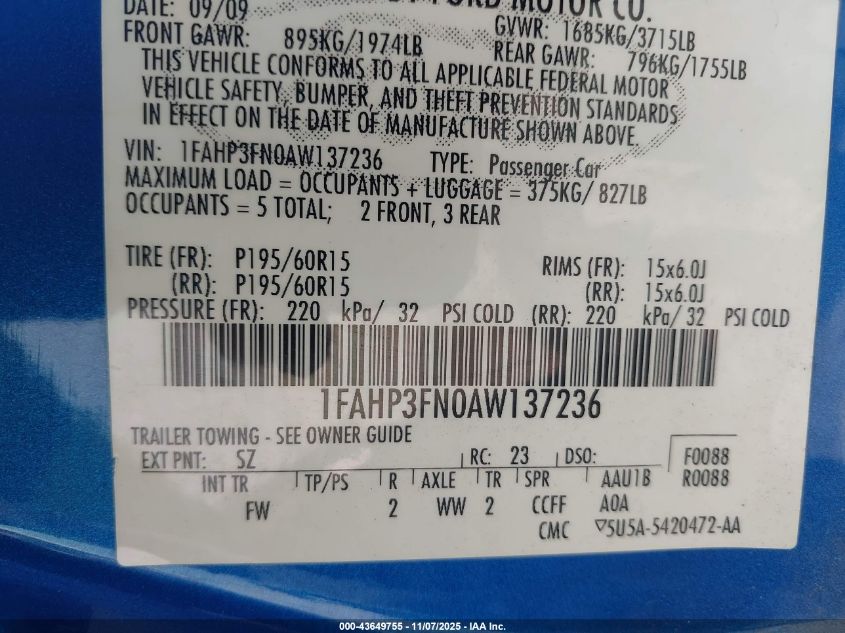 DATE: 09/09 BY FORD MOTOR CO.
FRONT GAWR: 895KG/1974LB GVWR: 1685KG/3715LB
REAR GAWR: 796KG/1755LB
THIS VEHICLE CONFORMS TO ALL APPLICABLE FEDERAL MOTOR
VEHICLE SAFETY, BUMPER, AND THEFT PREVENTION STANDARDS
IN EFFECT ON THE DATE OF MANUFACTURE SHOWN ABOVE.
VIN: 1FAHP3FN0AW137236 TYPE: Passenger Car
MAXIMUM LOAD = OCCUPANTS + LUGGAGE = 375KG/ 827LB
OCCUPANTS = 5 TOTAL; 2 FRONT, 3 REAR
TIRE (FR): P195/60R15 RIMS (FR): 15x6.0J
(RR): P195/60R15 (RR): 15x6.0J
PRESSURE (FR): 220 kPa/ 32 PSI COLD (RR): 220 kPa/ 32 PSI COLD
1FAHP3FN0AW137236
TRAILER TOWING - SEE OWNER GUIDE
EXT PNT: SZ RC: 23 DSO: F0088
INT TR TP/PS R AXLE TR SPR AAU1B R0088
FW 2 WW 2 CCFF AOA
CMC ▽5U5A-5420472-AA
000-43649755 - 11/07/2025 - IAA Inc.